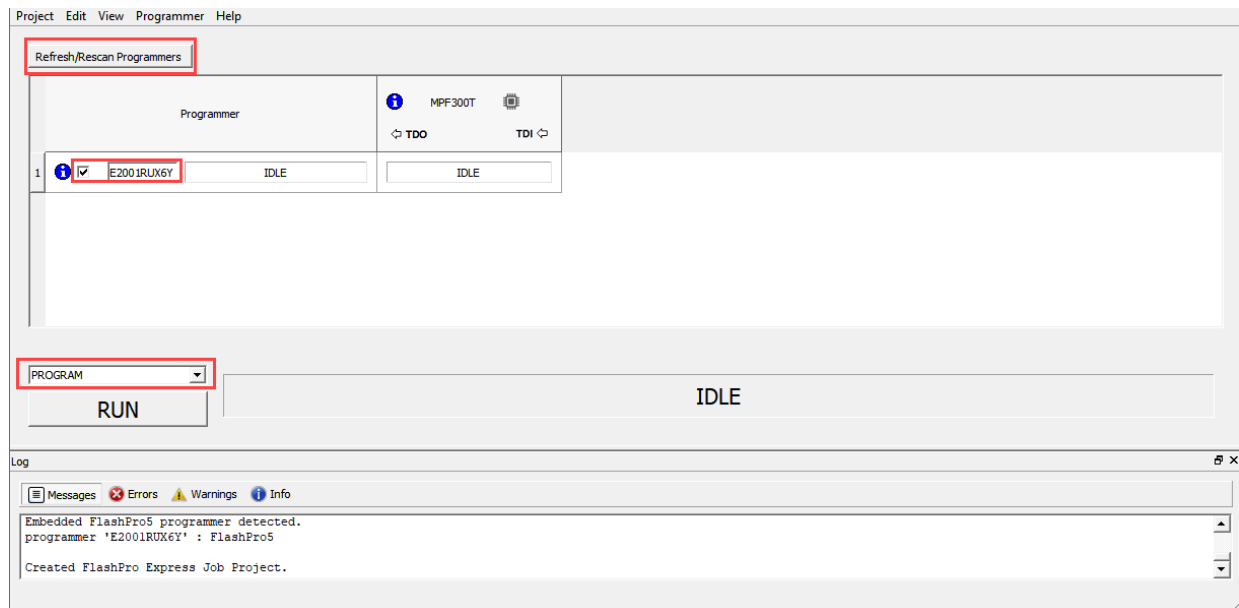 Project Edit View Programmer Help
Refresh/Rescan Programmers
Programmer
MPF300T
TDO TDI
1 E2001RUX6Y IDLE IDLE
PROGRAM
RUN
IDLE
Log
Messages Errors Warnings Info
Embedded FlashPro5 programmer detected.
programmer 'E2001RUX6Y' : FlashPro5
Created FlashPro Express Job Project.